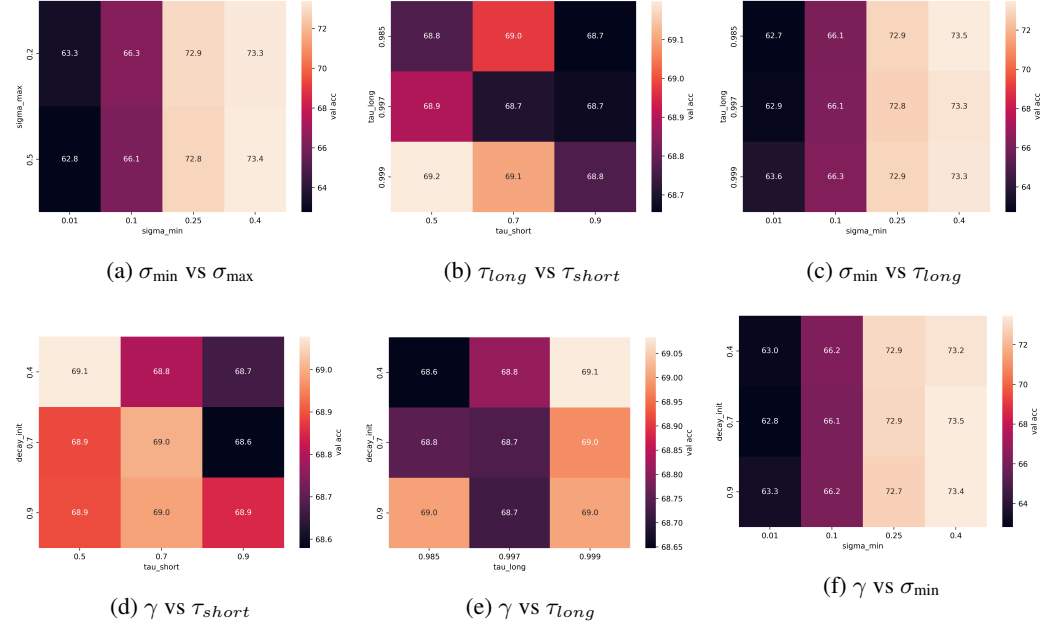 0.2
0.5
sigma_max
63.3 66.3 72.9 73.3
62.8 66.1 72.8 73.4
0.01 0.1 0.25 0.4
sigma_min
72
70
68
66
64
val acc
(a) σmin vs σmax
0.985
0.997
0.999
tau_long
68.8 69.0 68.7
68.9 68.7 68.7
69.2 69.1 68.8
0.5 0.7 0.9
tau_short
69.1
69.0
68.9
68.8
68.7
val acc
(b) τlong vs τshort
0.985
0.997
0.999
tau_long
62.7 66.1 72.9 73.5
62.9 66.1 72.8 73.3
63.6 66.3 72.9 73.3
0.01 0.1 0.25 0.4
sigma_min
72
70
68
66
64
val acc
(c) σmin vs τlong
0.4
0.7
0.9
decay_init
69.1 68.8 68.7
68.9 69.0 68.6
68.9 69.0 68.9
0.5 0.7 0.9
tau_short
69.0
68.9
68.8
68.7
68.6
val acc
(d) γ vs τshort
0.4
0.7
0.9
decay_init
68.6 68.8 69.1
68.8 68.7 69.0
69.0 68.7 69.0
0.985 0.997 0.999
tau_long
69.05
69.00
68.95
68.90
68.85
68.80
68.75
68.70
68.65
val acc
(e) γ vs τlong
0.4
0.7
0.9
decay_init
63.0 66.2 72.9 73.2
62.8 66.1 72.9 73.5
63.3 66.2 72.7 73.4
0.01 0.1 0.25 0.4
sigma_min
72
70
68
66
64
val acc
(f) γ vs σmin